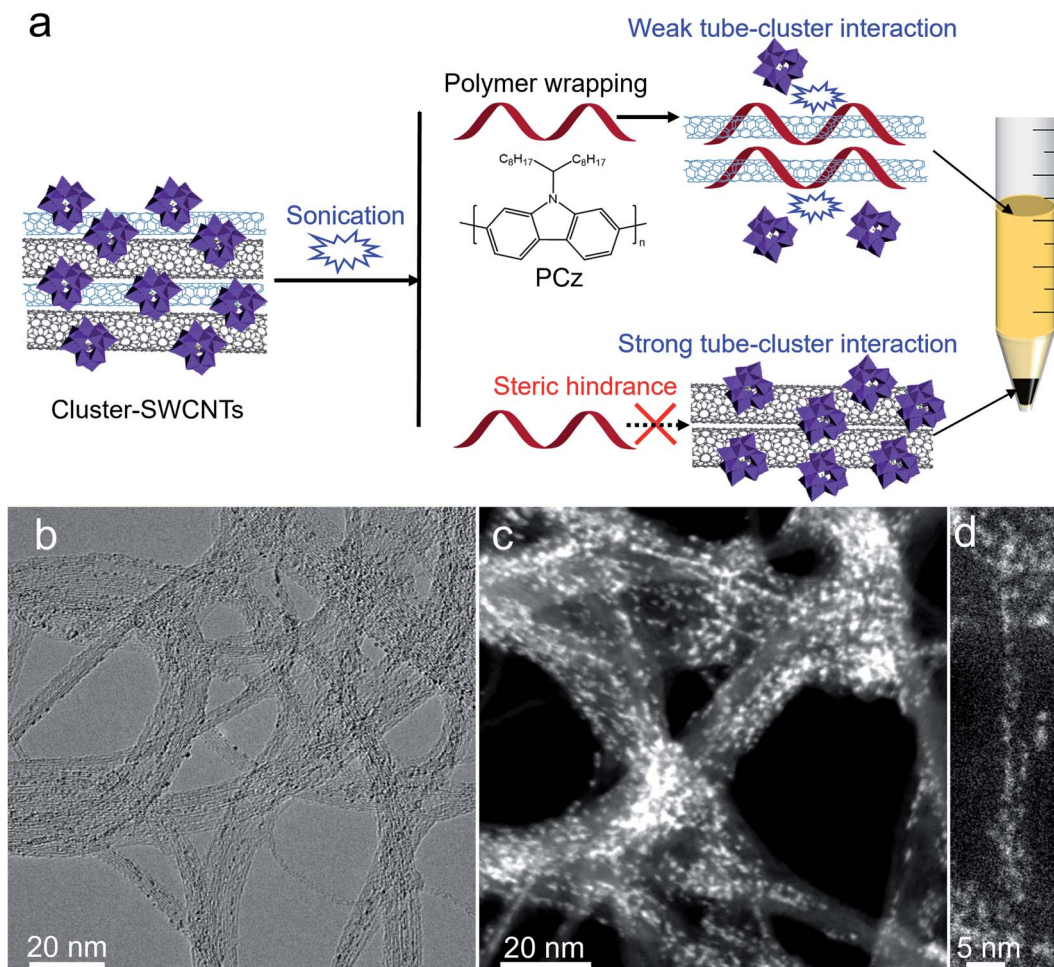 a
Weak tube-cluster interaction
Polymer wrapping
C8H17
C8H17
Sonication
N
n
PCz
Strong tube-cluster interaction
Steric hindrance
Cluster-SWCNTs
b
c
d
20 nm
20 nm
5 nm